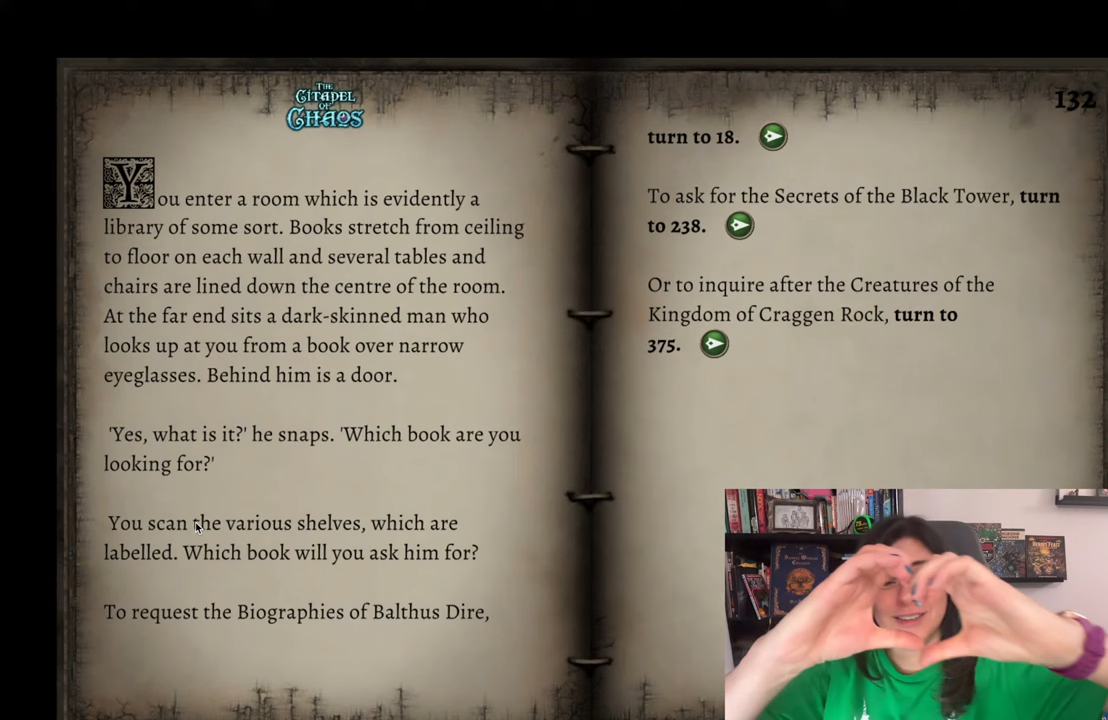 THE
CITADEL
OF
CHAOS
You enter a room which is evidently a
library of some sort. Books stretch from ceiling
to floor on each wall and several tables and
chairs are lined down the centre of the room.
At the far end sits a dark-skinned man who
looks up at you from a book over narrow
eyeglasses. Behind him is a door.
'Yes, what is it?' he snaps. 'Which book are you
looking for?'
You scan the various shelves, which are
labelled. Which book will you ask him for?
To request the Biographies of Balthus Dire,
132
turn to 18.
To ask for the Secrets of the Black Tower, turn
to 238.
Or to inquire after the Creatures of the
Kingdom of Craggen Rock, turn to
375.